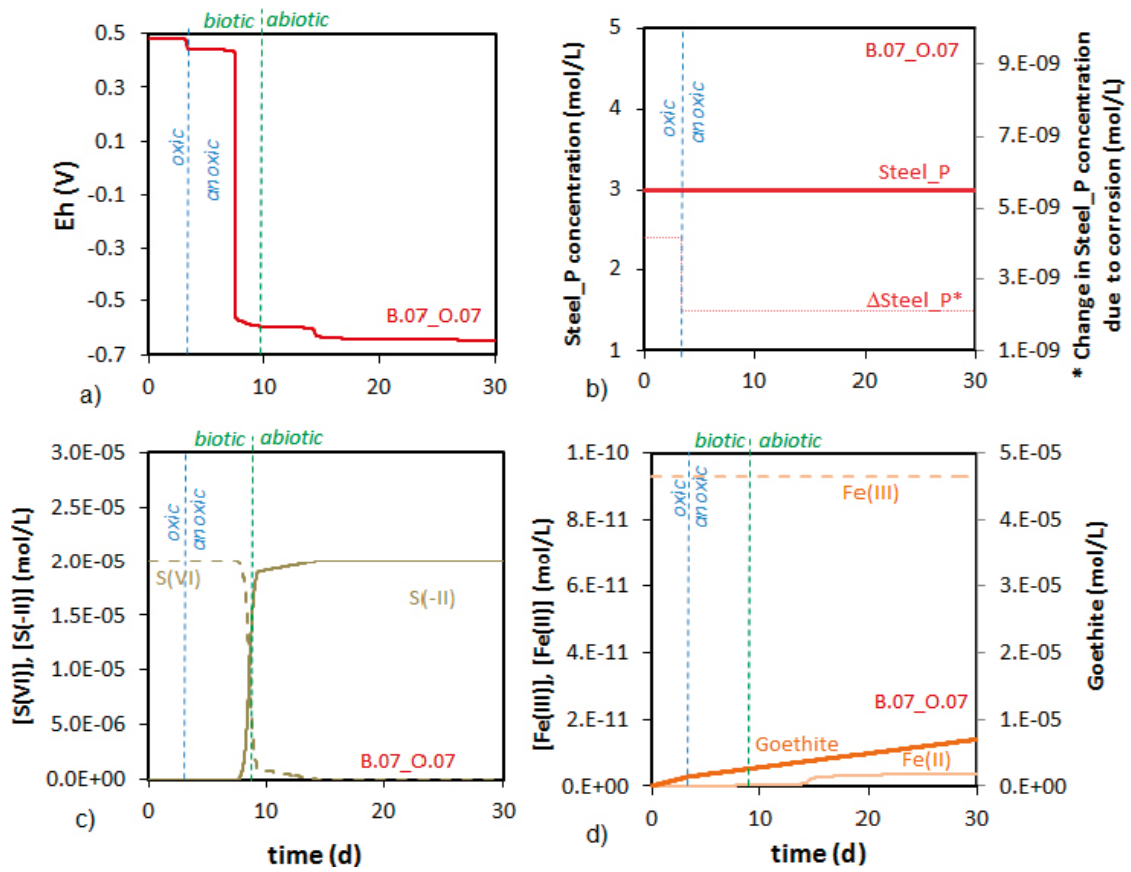 biotic abiotic
0.5
0.3
0.1
-0.1
-0.3
-0.5
-0.7
Eh (V)
oxic
anoxic
B.07_O.07
0 10 20 30
a)
5
4
3
2
1
Steel_P concentration (mol/L)
oxic
anoxic
B.07_O.07
Steel_P
ΔSteel_P*
9.E-09
7.E-09
5.E-09
3.E-09
1.E-09
* Change in Steel_P concentration
due to corrosion (mol/L)
0 10 20 30
b)
biotic abiotic
3.0E-05
2.5E-05
2.0E-05
1.5E-05
1.0E-05
5.0E-06
0.0E+00
[S(VI)], [S(-II)] (mol/L)
oxic
anoxic
S(VI)
S(-II)
B.07_O.07
0 10 20 30
c)
time (d)
biotic abiotic
1.E-10
8.E-11
6.E-11
4.E-11
2.E-11
0.E+00
[Fe(III)], [Fe(II)] (mol/L)
oxic
anoxic
Fe(III)
B.07_O.07
Goethite
Fe(II)
5.E-05
4.E-05
3.E-05
2.E-05
1.E-05
0.E+00
Goethite (mol/L)
0 10 20 30
d)
time (d)